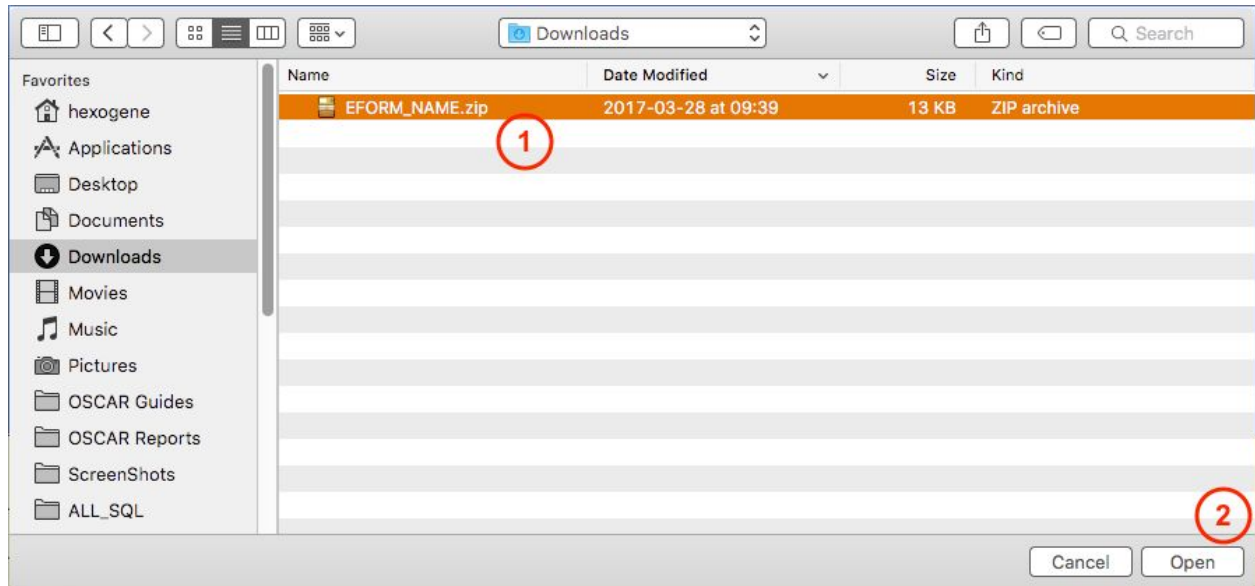 Downloads
Search
Favorites
Name Date Modified Size Kind
hexogene
EFORM_NAME.zip 2017-03-28 at 09:39 13 KB ZIP archive
1
Applications
Desktop
Documents
Downloads
Movies
Music
Pictures
OSCAR Guides
OSCAR Reports
ScreenShots
ALL_SQL
2
Cancel Open